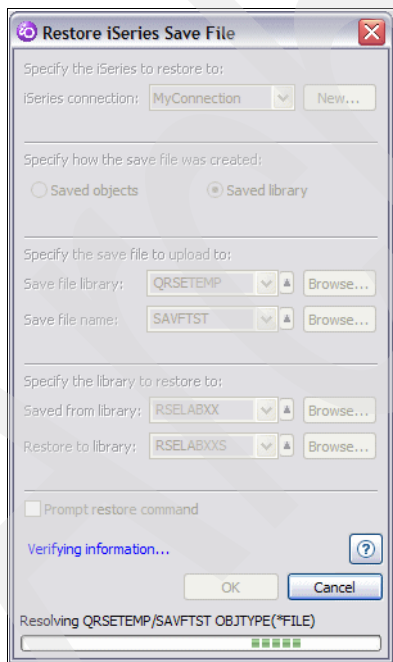 Restore iSeries Save File
Specify the iSeries to restore to:
iSeries connection: MyConnection New...
Specify how the save file was created:
Saved objects Saved library
Specify the save file to upload to:
Save file library: QRSETEMP Browse...
Save file name: SAVFTST Browse...
Specify the library to restore to:
Saved from library: RSELABXX Browse...
Restore to library: RSELABXXS Browse...
Prompt restore command
Verifying information... ?
OK Cancel
Resolving QRSETEMP/SAVFTST OBJTYPE(*FILE)